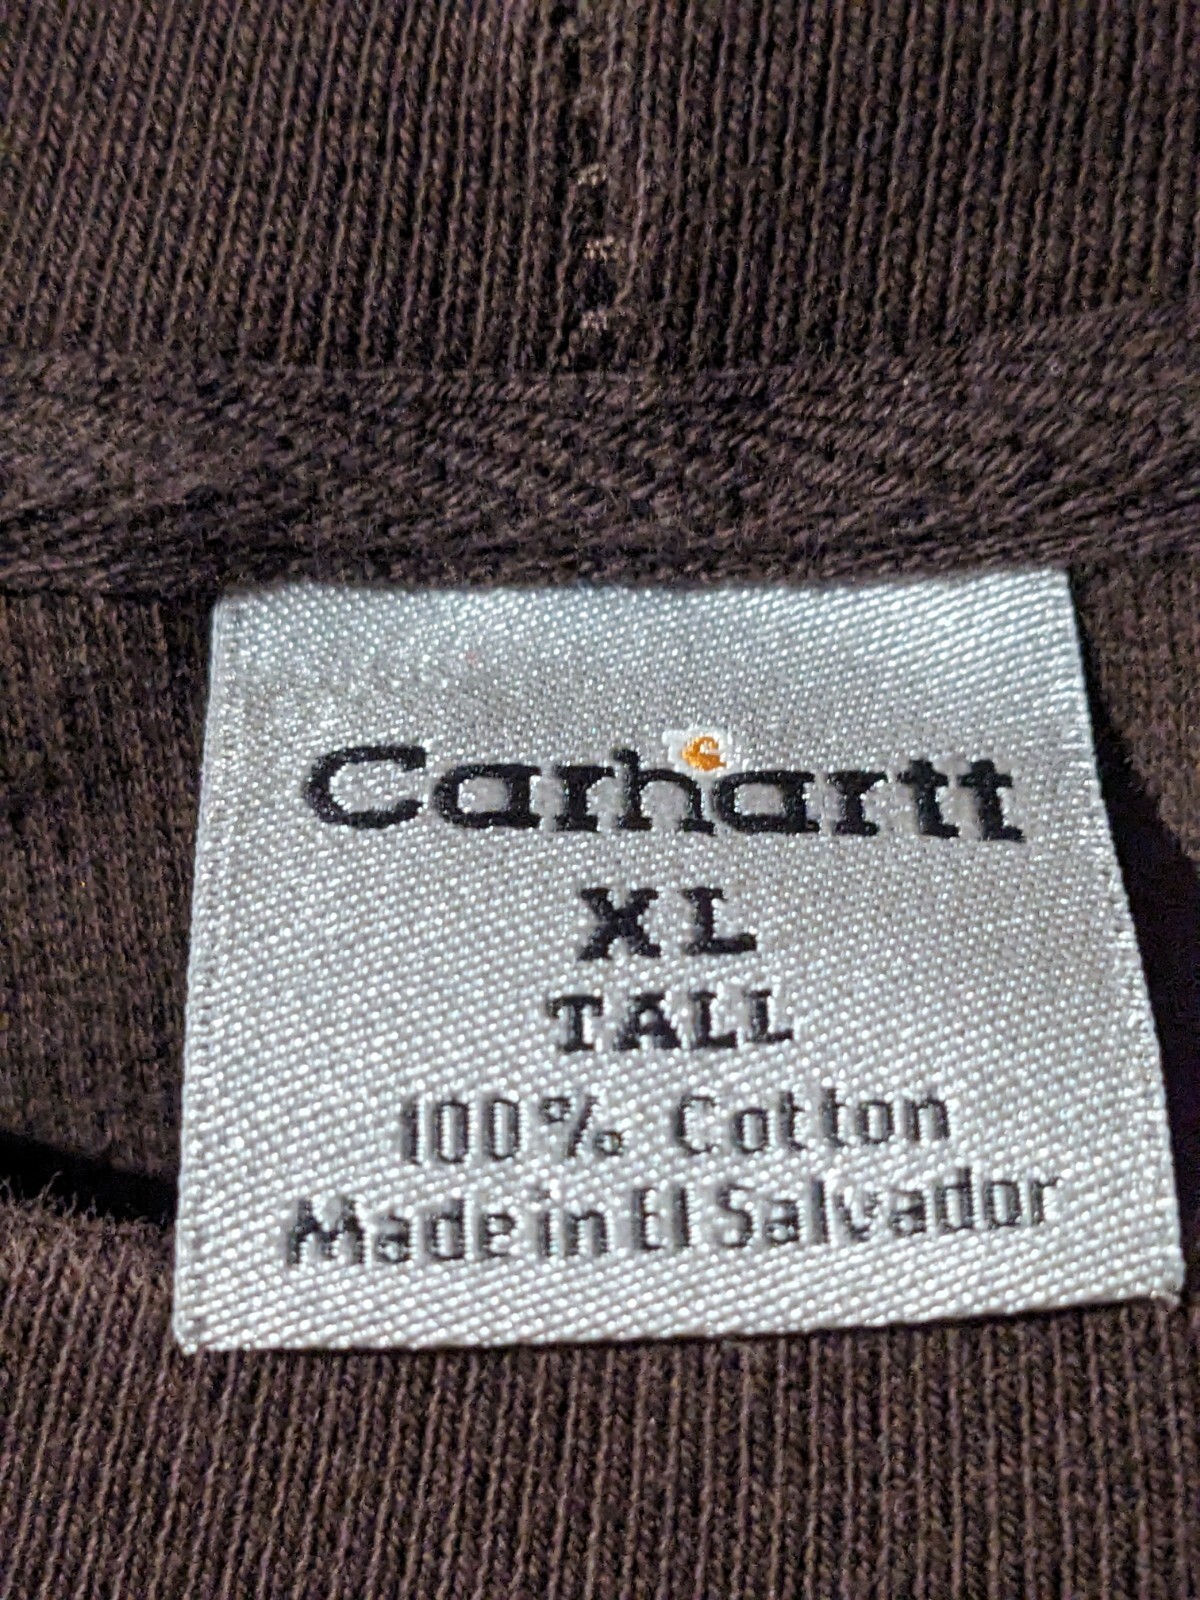 Carhartt
XL
TALL
100% Cotton
Made in El Salvador